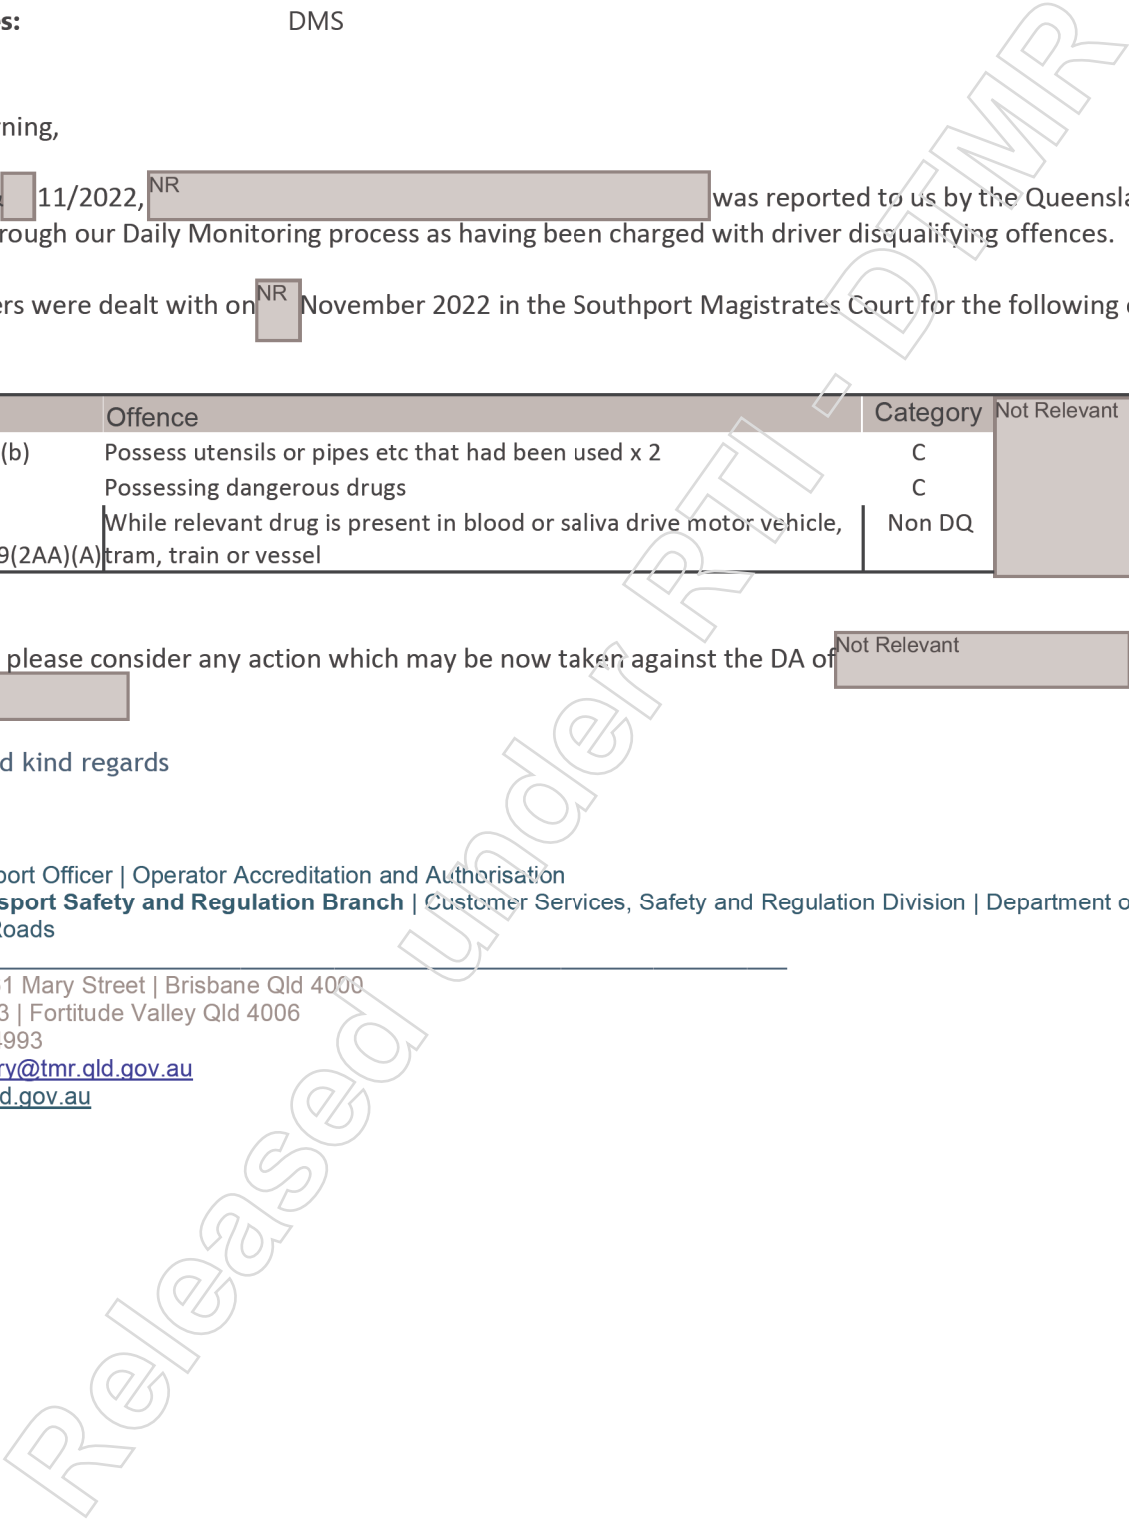 es: DMS
rning,
11/2022, NR was reported to us by the Queensla
rough our Daily Monitoring process as having been charged with driver disqualifying offences.
ers were dealt with on NR November 2022 in the Southport Magistrates Court for the following
Offence Category Not Relevant
(b) Possess utensils or pipes etc that had been used x 2 C
Possessing dangerous drugs C
While relevant drug is present in blood or saliva drive motor vehicle, Non DQ
9(2AA)(A) tram, train or vessel
please consider any action which may be now taken against the DA of Not Relevant
d kind regards
port Officer | Operator Accreditation and Authorisation
sport Safety and Regulation Branch | Customer Services, Safety and Regulation Division | Department o
Roads
51 Mary Street | Brisbane Qld 4000
3 | Fortitude Valley Qld 4006
4993
ry@tmr.qld.gov.au
d.gov.au
Released under RTI - DTMR